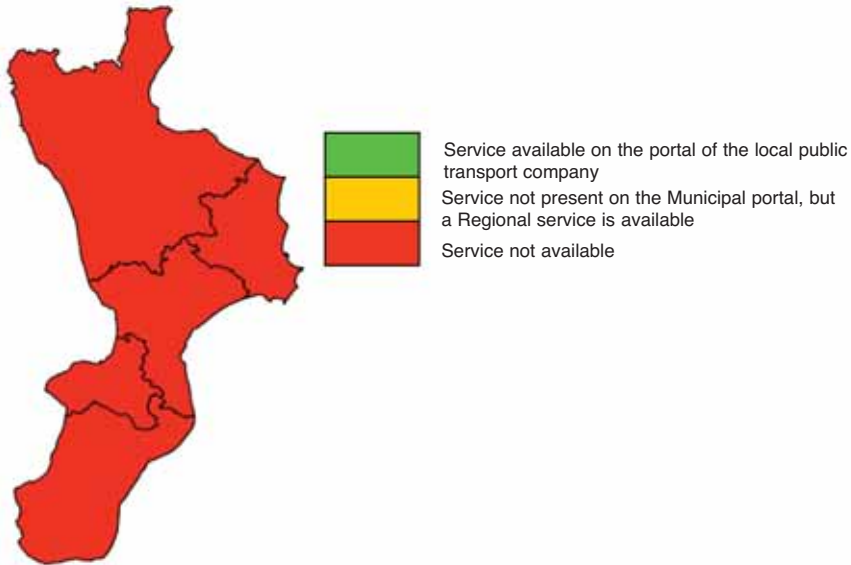 Service available on the portal of the local public
transport company
Service not present on the Municipal portal, but
a Regional service is available
Service not available